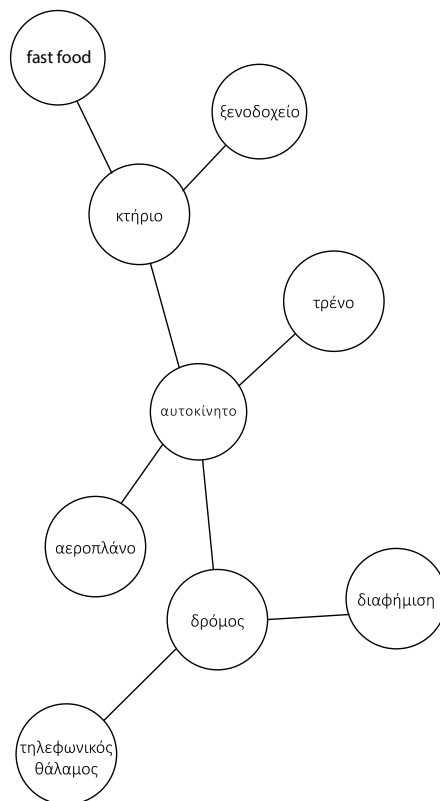 fast food
ξενοδοχείο
κτήριο
τρένο
αυτοκίνητο
αεροπλάνο
διαφήμιση
δρόμος
τηλεφωνικός
θάλαμος